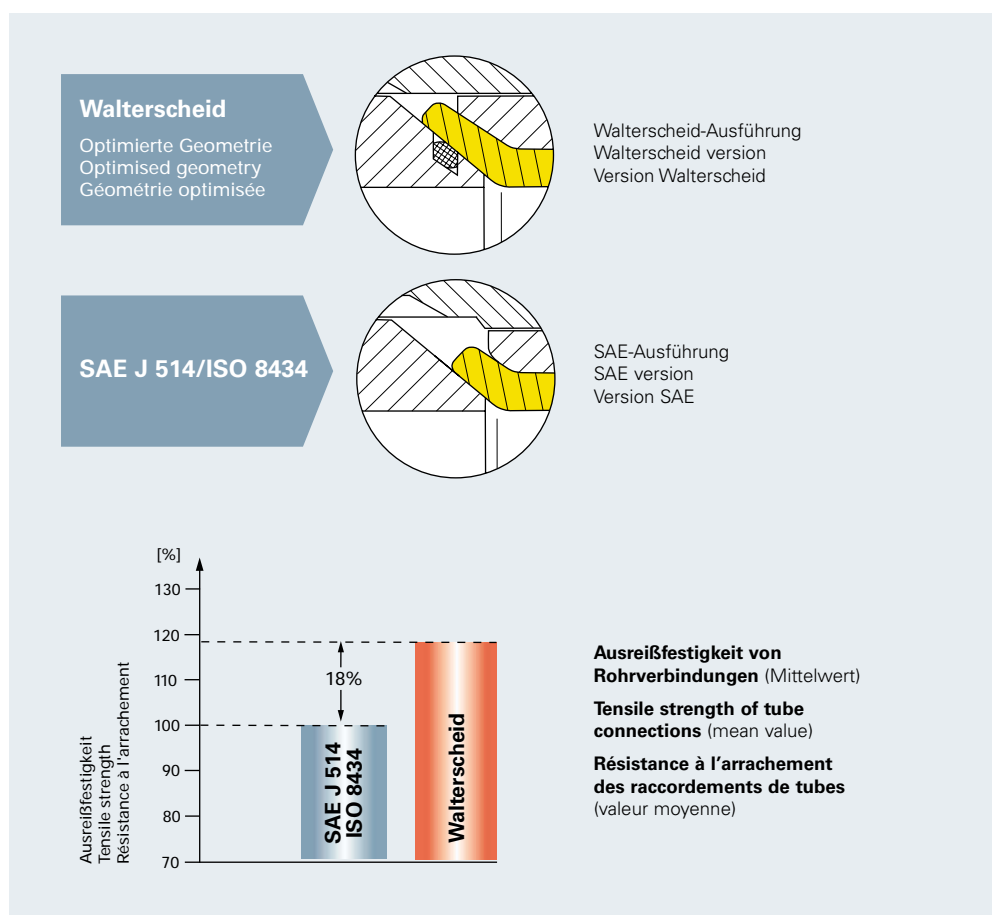 Walterscheid
Optimierte Geometrie
Optimised geometry
Géométrie optimisée
Walterscheid-Ausführung
Walterscheid version
Version Walterscheid
SAE J 514/ISO 8434
SAE-Ausführung
SAE version
Version SAE
[%]
130
120
110
100
90
80
70
Ausreißfestigkeit
Tensile strength
Résistance à l'arrachement
18%
SAE J 514
ISO 8434
Walterscheid
Ausreißfestigkeit von
Rohrverbindungen (Mittelwert)
Tensile strength of tube
connections (mean value)
Résistance à l'arrachement
des raccordements de tubes
(valeur moyenne)